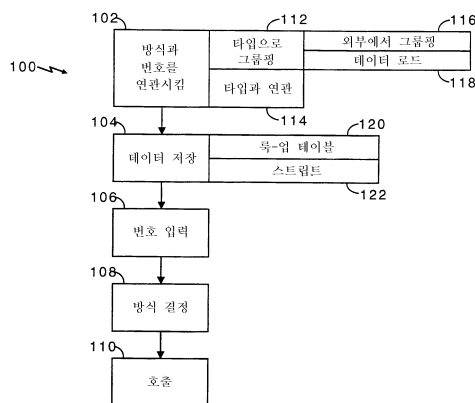 102
112
116
100
방식과
번호를
연관시킴
타입으로
그룹핑
외부에서 그룹핑
데이터 로드
타입과 연관
118
114
104
120
데이터 저장
룩-업 테이블
스트립트
122
106
번호 입력
108
방식 결정
110
호출